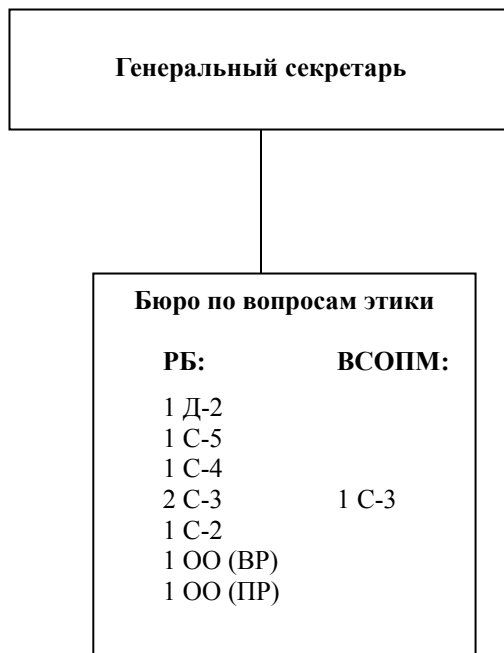 Генеральный секретарь
Бюро по вопросам этики
РБ: ВСОПМ:
1 Д-2
1 С-5
1 С-4
2 С-3 1 С-3
1 С-2
1 ОО (ВР)
1 ОО (ПР)